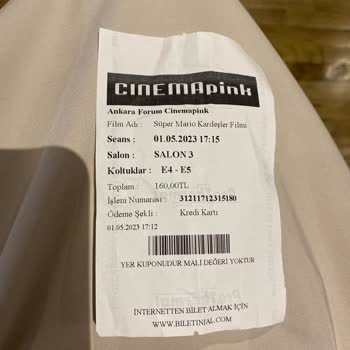 CINEMApink
Ankara Forum Cinemapink
Film Adı : Süper Mario Kardeşler Filmi
Seans : 01.05.2023 17:15
Salon : SALON 3
Koltuklar : E4 - E5
Toplam : 160,00TL
İşlem Numarası : 31211712315180
Ödeme Şekli : Kredi Kartı
01.05.2023 17:12
YER KUPONUDUR MALİ DEĞERİ YOKTUR
İNTERNETTEN BİLET ALMAK İÇİN
WWW.BILETINIAL.COM